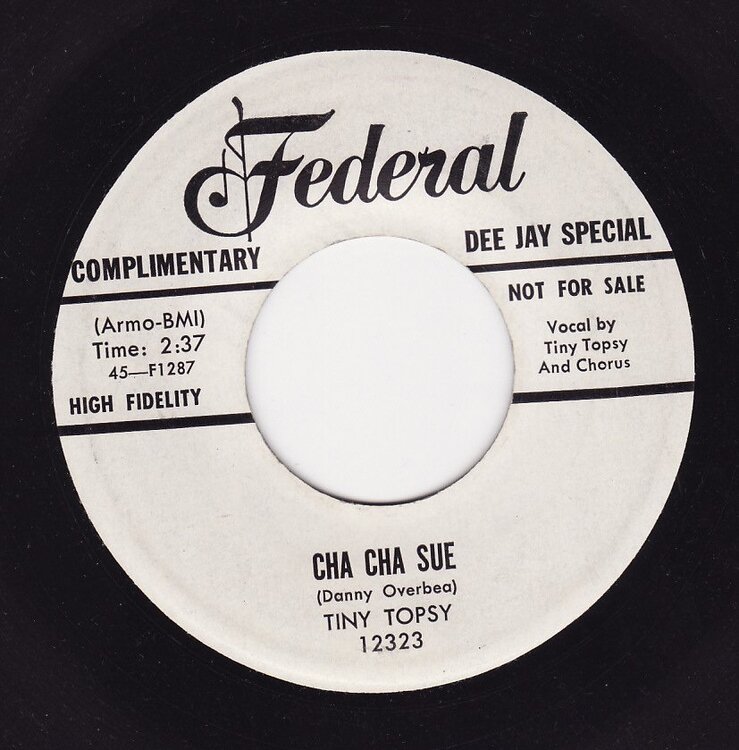 Federal
COMPLIMENTARY
DEE JAY SPECIAL
(Armo-BMI)
Time: 2:37
45—F1287
HIGH FIDELITY
NOT FOR SALE
Vocal by
Tiny Topsy
And Chorus
CHA CHA SUE
(Danny Overbea)
TINY TOPSY
12323